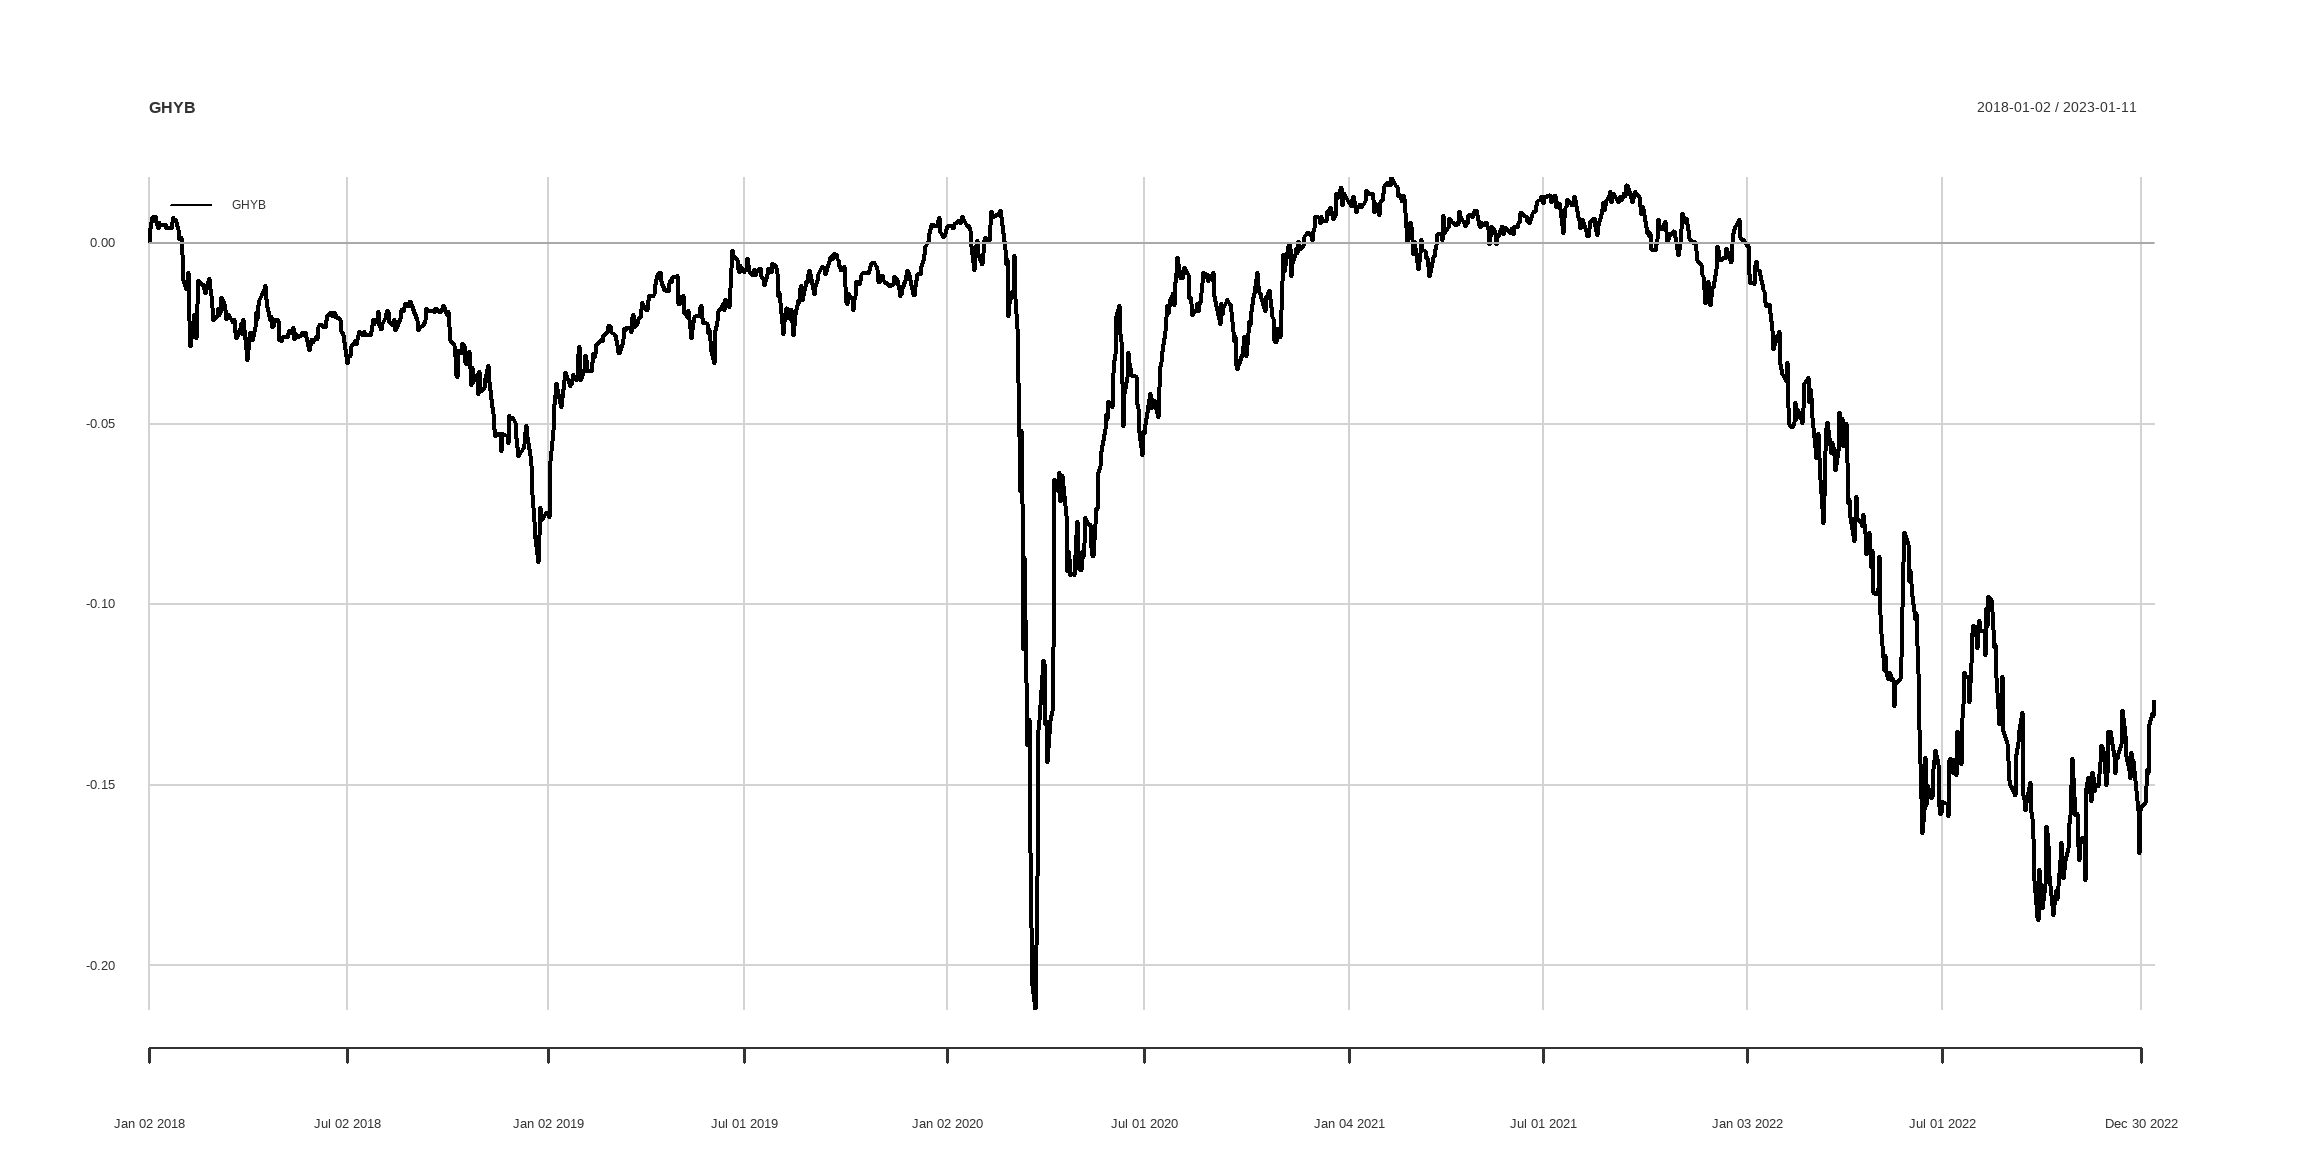 GHYB
2018-01-02 / 2023-01-11
GHYB
0.00
-0.05
-0.10
-0.15
-0.20
Jan 02 2018
Jul 02 2018
Jan 02 2019
Jul 01 2019
Jan 02 2020
Jul 01 2020
Jan 04 2021
Jul 01 2021
Jan 03 2022
Jul 01 2022
Dec 30 2022